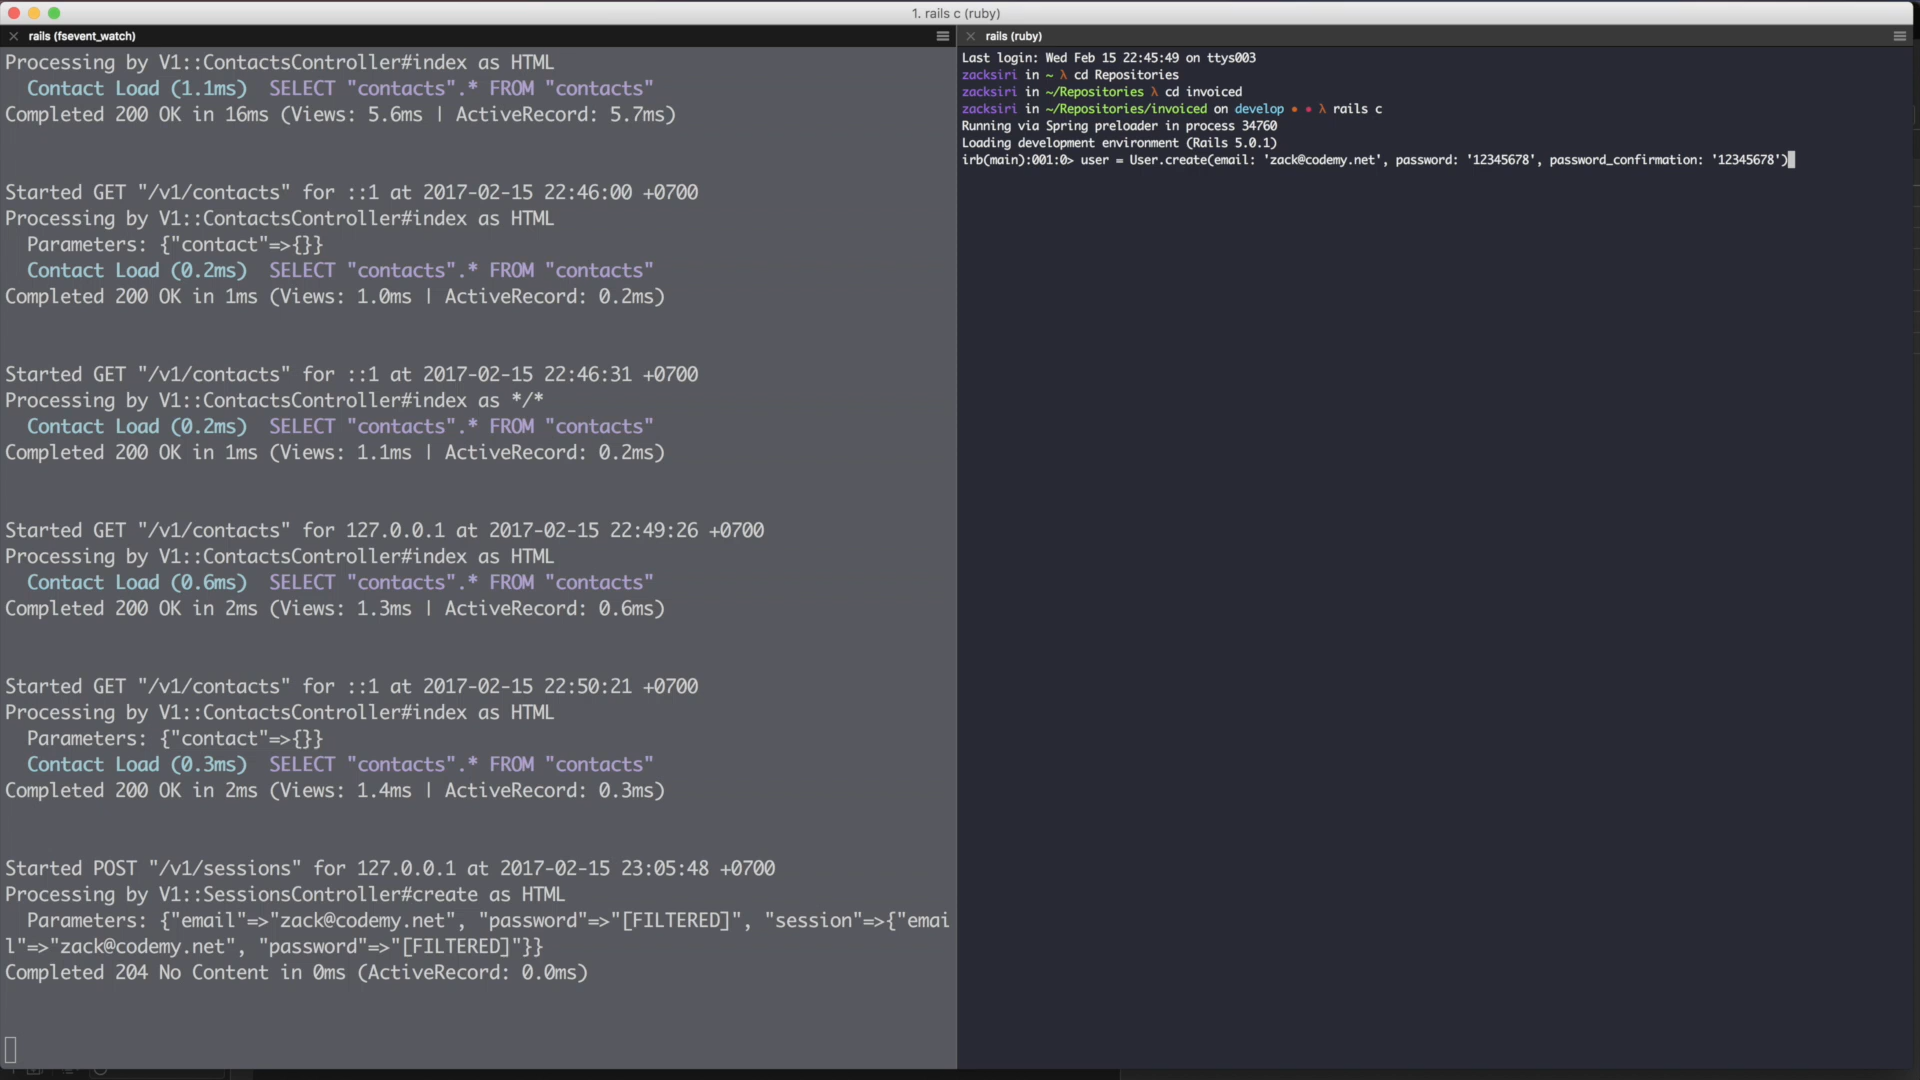 1. rails c (ruby)
rails (fsevent_watch)
Processing by V1::ContactsController#index as HTML
Contact Load (1.1ms)  SELECT "contacts".* FROM "contacts"
Completed 200 OK in 16ms (Views: 5.6ms | ActiveRecord: 5.7ms)
Started GET "/v1/contacts" for ::1 at 2017-02-15 22:46:00 +0700
Processing by V1::ContactsController#index as HTML
Parameters: {"contact"=>{}}
Contact Load (0.2ms)  SELECT "contacts".* FROM "contacts"
Completed 200 OK in 1ms (Views: 1.0ms | ActiveRecord: 0.2ms)
Started GET "/v1/contacts" for ::1 at 2017-02-15 22:46:31 +0700
Processing by V1::ContactsController#index as */*
Contact Load (0.2ms)  SELECT "contacts".* FROM "contacts"
Completed 200 OK in 1ms (Views: 1.1ms | ActiveRecord: 0.2ms)
Started GET "/v1/contacts" for 127.0.0.1 at 2017-02-15 22:49:26 +0700
Processing by V1::ContactsController#index as HTML
Contact Load (0.6ms)  SELECT "contacts".* FROM "contacts"
Completed 200 OK in 2ms (Views: 1.3ms | ActiveRecord: 0.6ms)
Started GET "/v1/contacts" for ::1 at 2017-02-15 22:50:21 +0700
Processing by V1::ContactsController#index as HTML
Parameters: {"contact"=>{}}
Contact Load (0.3ms)  SELECT "contacts".* FROM "contacts"
Completed 200 OK in 2ms (Views: 1.4ms | ActiveRecord: 0.3ms)
Started POST "/v1/sessions" for 127.0.0.1 at 2017-02-15 23:05:48 +0700
Processing by V1::SessionsController#create as HTML
Parameters: {"email"=>"zack@codemy.net", "password"=>"[FILTERED]", "session"=>{"emai
l"=>"zack@codemy.net", "password"=>"[FILTERED]"}}
Completed 204 No Content in 0ms (ActiveRecord: 0.0ms)
rails (ruby)
Last login: Wed Feb 15 22:45:49 on ttys003
zacksiri in ~ λ cd Repositories
zacksiri in ~/Repositories λ cd invoiced
zacksiri in ~/Repositories/invoiced on develop • • λ rails c
Running via Spring preloader in process 34760
Loading development environment (Rails 5.0.1)
irb(main):001:0> user = User.create(email: 'zack@codemy.net', password: '12345678', password_confirmation: '12345678')